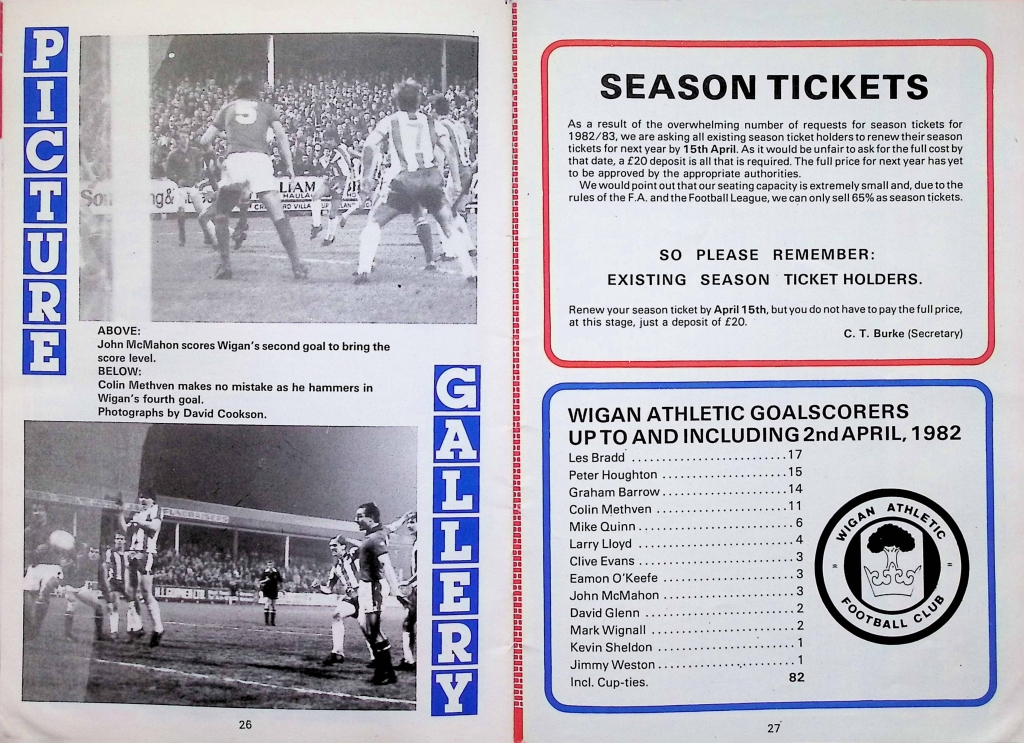 PICTURE
5
7
LIAM
HAULA
CR FORD VILLA
ABOVE:
John McMahon scores Wigan's second goal to bring the
score level.
BELOW:
Colin Methven makes no mistake as he hammers in
Wigan's fourth goal.
Photographs by David Cookson.
GALLERY
26
SEASON TICKETS
As a result of the overwhelming number of requests for season tickets for
1982/83, we are asking all existing season ticket holders to renew their season
tickets for next year by 15th April. As it would be unfair to ask for the full cost by
that date, a £20 deposit is all that is required. The full price for next year has yet
to be approved by the appropriate authorities.
We would point out that our seating capacity is extremely small and, due to the
rules of the F.A. and the Football League, we can only sell 65% as season tickets.
SO PLEASE REMEMBER:
EXISTING SEASON TICKET HOLDERS.
Renew your season ticket by April 15th, but you do not have to pay the full price,
at this stage, just a deposit of £20.
C. T. Burke (Secretary)
WIGAN ATHLETIC GOALSCORERS
UP TO AND INCLUDING 2nd APRIL, 1982
Les Bradd ........................17
Peter Houghton ...................15
Graham Barrow...................14
Colin Methven ....................11
Mike Quinn ........................6
Larry Lloyd ........................4
Clive Evans ........................3
Eamon O'Keefe ....................3
John McMahon ....................3
David Glenn .......................2
Mark Wignall ......................2
Kevin Sheldon .....................1
Jimmy Weston.....................1
Incl. Cup-ties. 82
WIGAN ATHLETIC
FOOTBALL CLUB
27